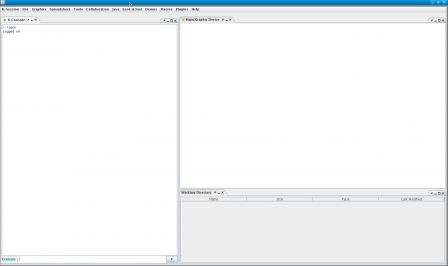 R Session File Graphics Spreadsheet Tools Collaboration Java Look & Feel Demos Macros Plugins Help
R Console
> logon
Logged on
Main Graphic Device
Working Directory
Name Size Type Last Modified
Evaluate